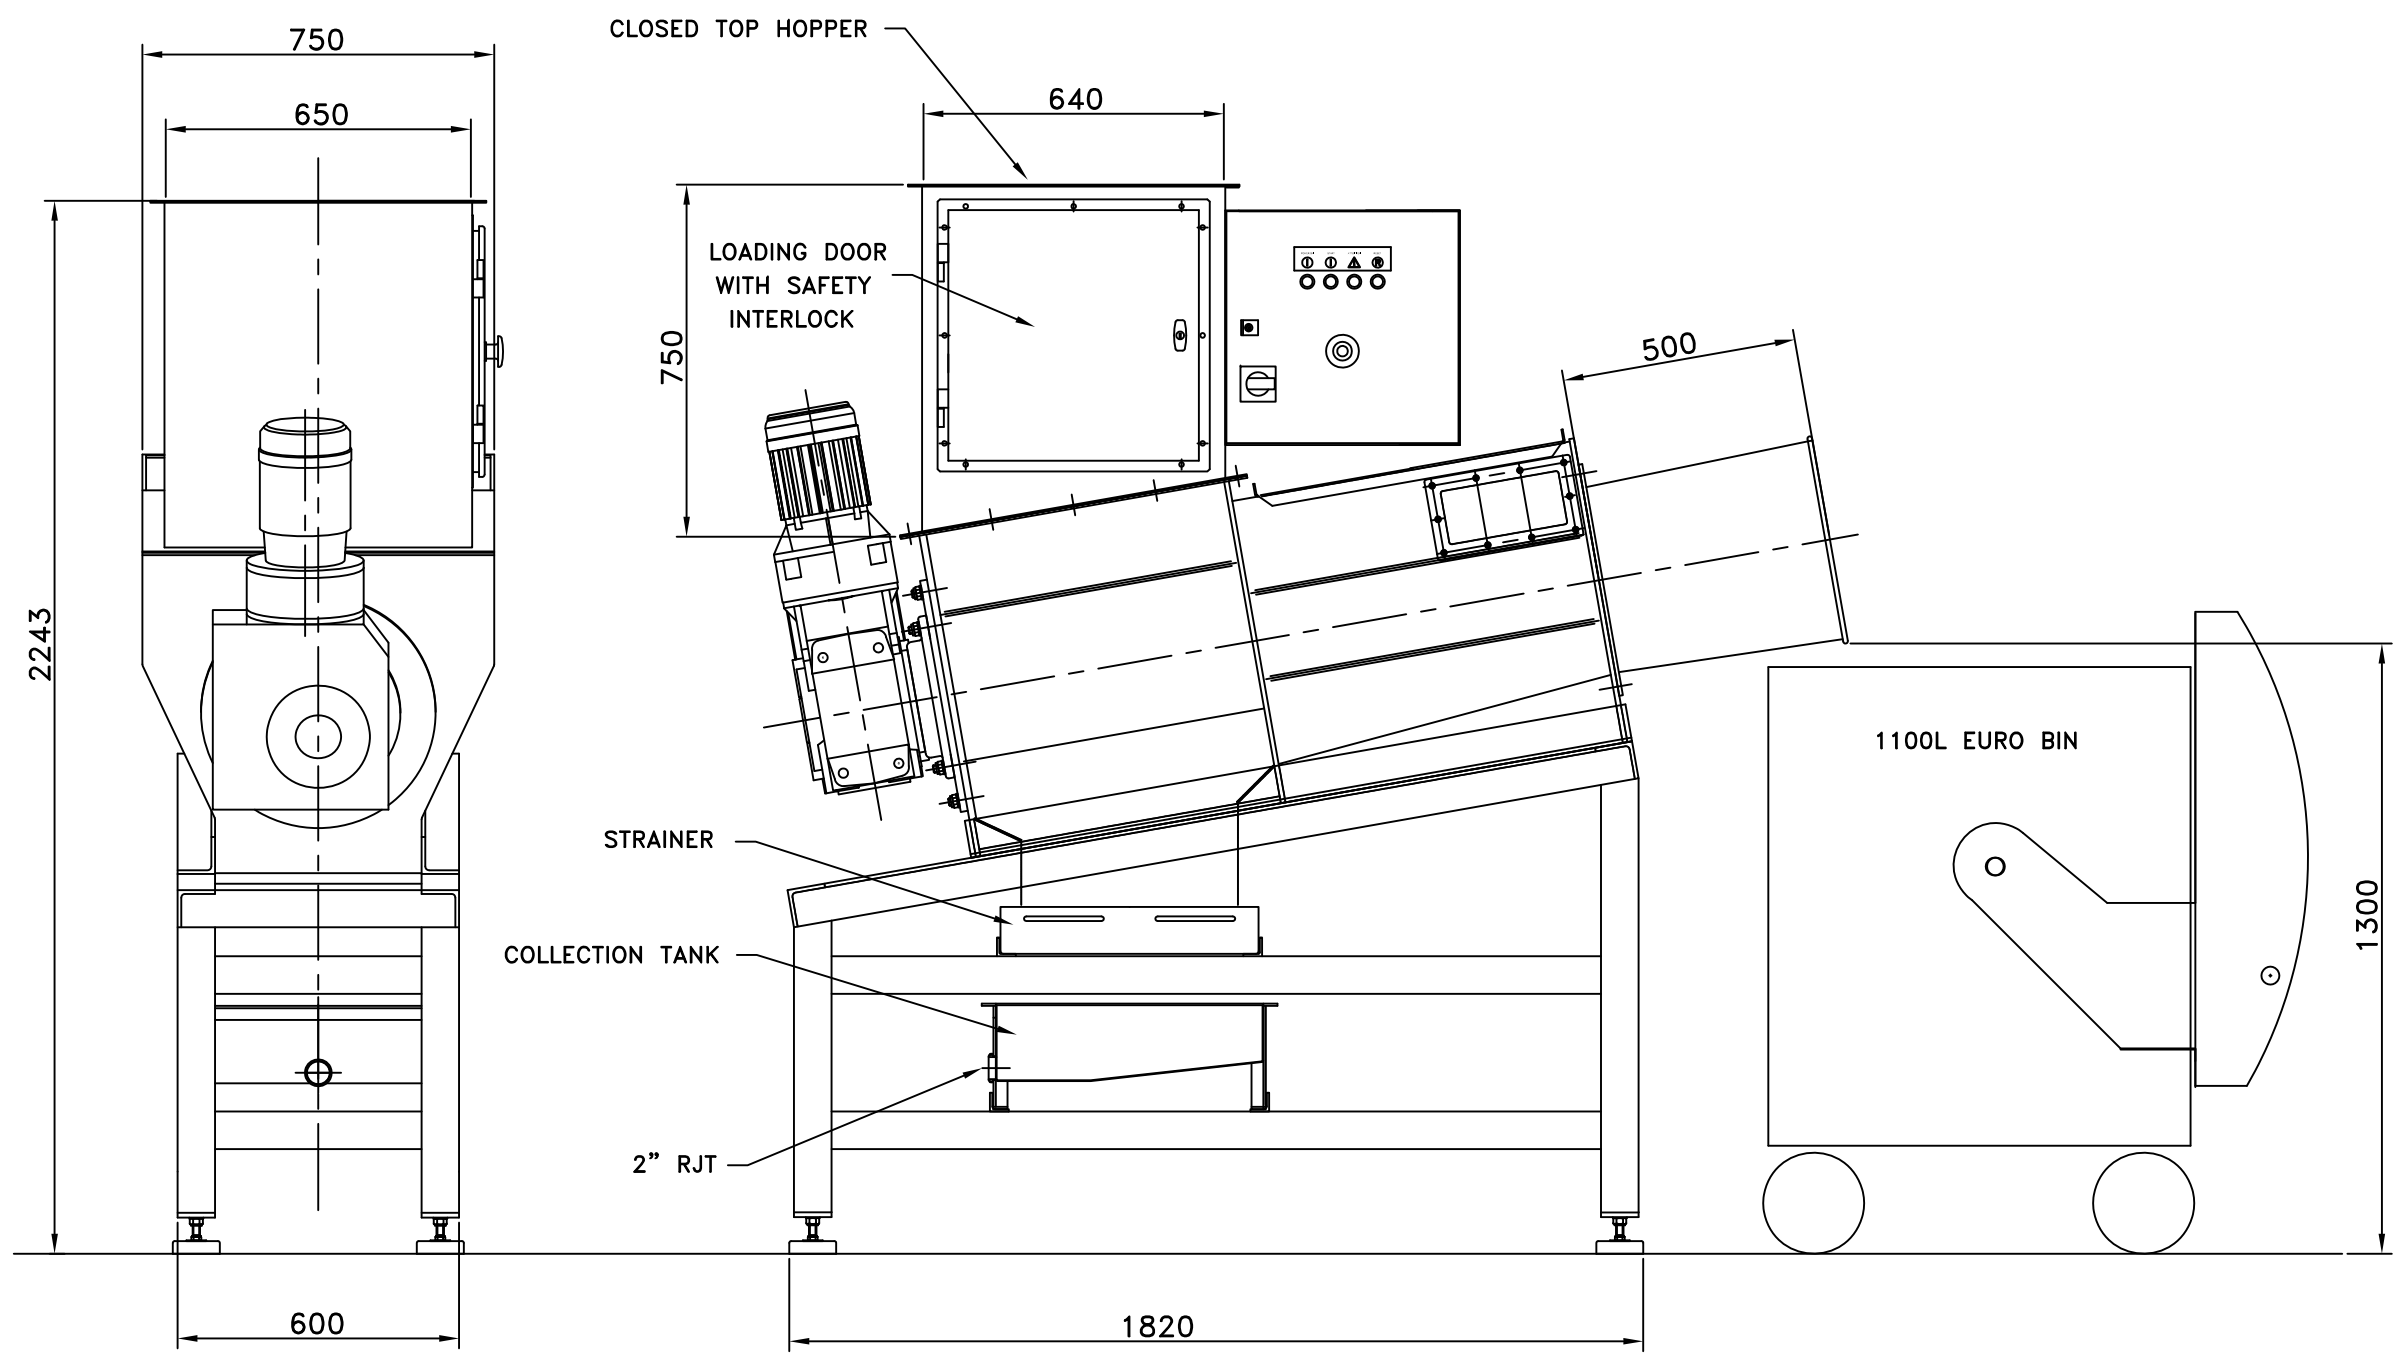 CLOSED TOP HOPPER
750
640
650
LOADING DOOR
WITH SAFETY
INTERLOCK
750
500
2243
1100L EURO BIN
STRAINER
1300
COLLECTION TANK
2” RJT
600
1820